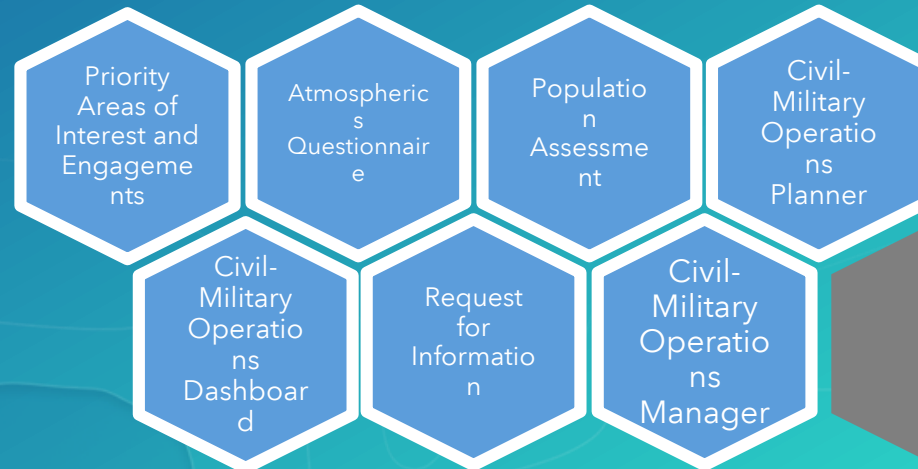 Priority
Areas of
Interest and
Engageme
nts
Atmospheric
s
Questionnair
e
Populatio
n
Assessme
nt
Civil-
Military
Operatio
ns
Planner
Civil-
Military
Operatio
ns
Dashboar
d
Request
for
Informatio
n
Civil-
Military
Operatio
ns
Manager